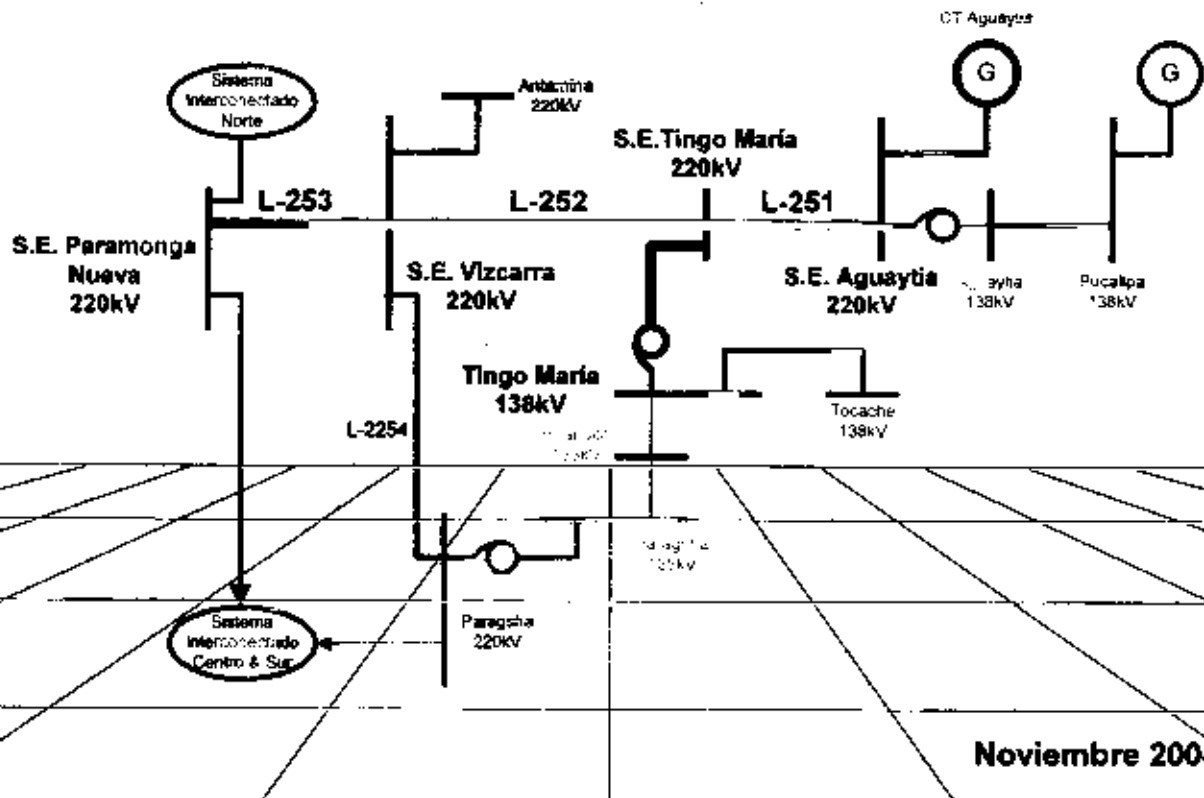 CT Aguaytia
G
G
Sistema
Interconectado
Norte
Antamina
220kV
S.E.Tingo María
220kV
L-253
L-252
L-251
S.E. Paramonga
Nueva
220kV
S.E. Vizcarra
220kV
S.E. Aguaytia
220kV
138kV
Pucallpa
138kV
Tingo María
138kV
Tocache
138kV
L-2254
Sistema
Interconectado
Centro & Sur
Paragsha
220kV
Noviembre 200